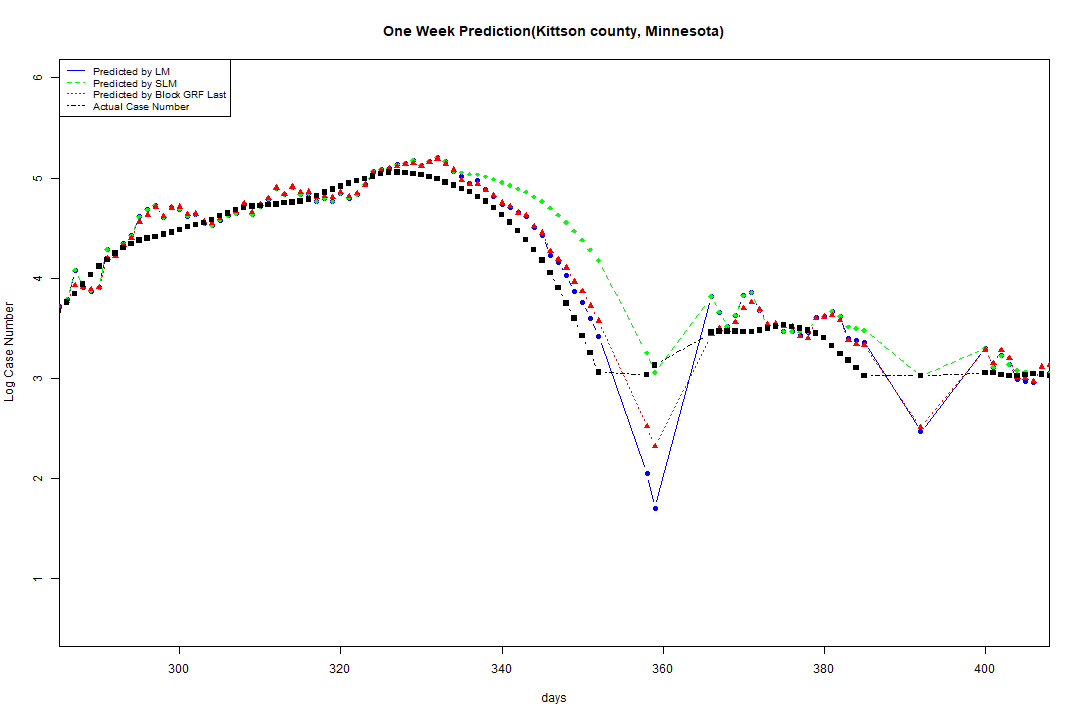 One Week Prediction(Kittson county, Minnesota)
Predicted by LM
Predicted by SLM
Predicted by Block GRF Last
Actual Case Number
6
5
4
3
2
1
Log Case Number
300 320 340 360 380 400
days